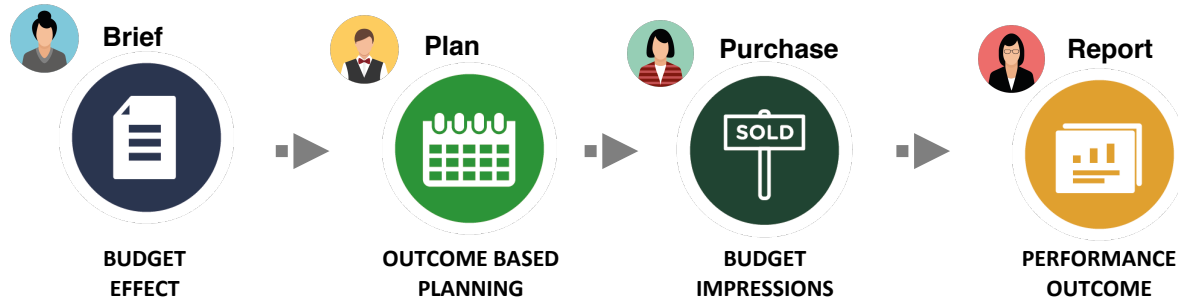 Brief
Plan
Purchase
Report
SOLD
BUDGET
EFFECT
OUTCOME BASED
PLANNING
BUDGET
IMPRESSIONS
PERFORMANCE
OUTCOME